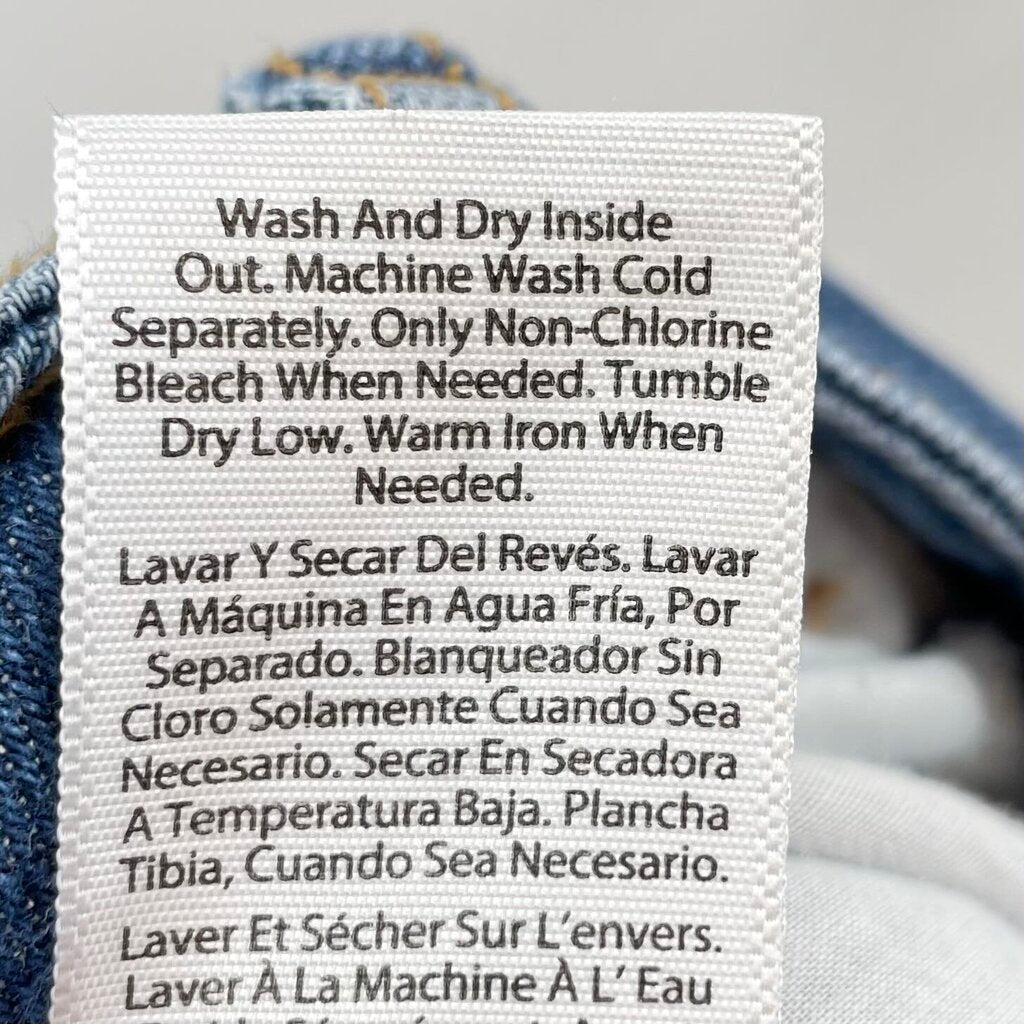 Wash And Dry Inside
Out. Machine Wash Cold
Separately. Only Non-Chlorine
Bleach When Needed. Tumble
Dry Low. Warm Iron When
Needed.
Lavar Y Secar Del Revés. Lavar
A Máquina En Agua Fría, Por
Separado. Blanqueador Sin
Cloro Solamente Cuando Sea
Necesario. Secar En Secadora
A Temperatura Baja. Plancha
Tibia, Cuando Sea Necesario.
Laver Et Sécher Sur L'envers.
Laver À La Machine À L' Eau